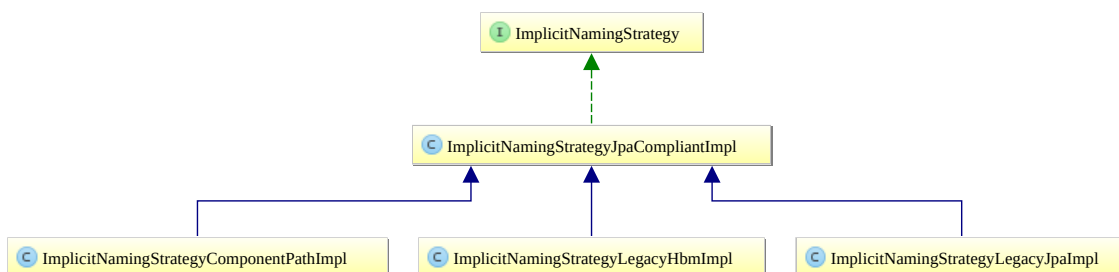 I ImplicitNamingStrategy
C ImplicitNamingStrategyJpaCompliantImpl
C ImplicitNamingStrategyComponentPathImpl
C ImplicitNamingStrategyLegacyHbmImpl
C ImplicitNamingStrategyLegacyJpaImpl